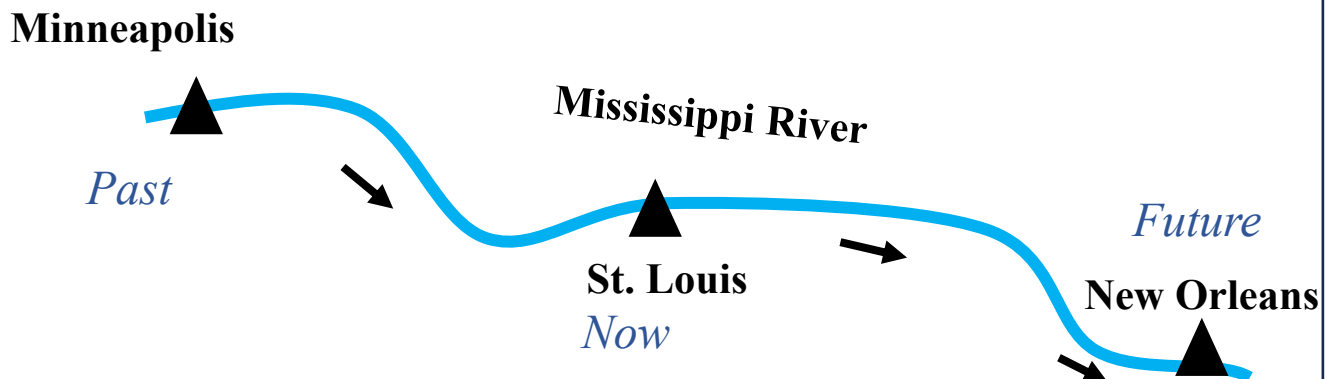 Minneapolis
Mississippi River
Past
Future
St. Louis
New Orleans
Now